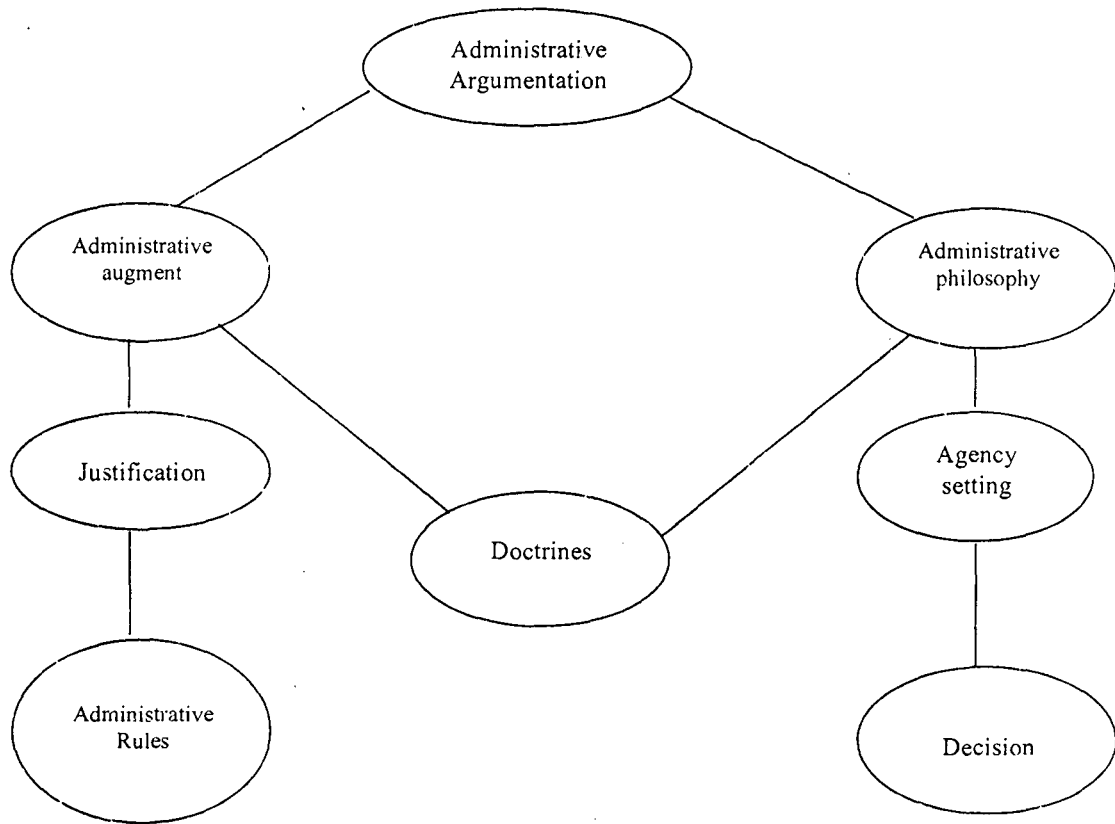 Administrative
Argumentation
Administrative
augment
Administrative
philosophy
Justification
Agency
setting
Doctrines
Administrative
Rules
Decision